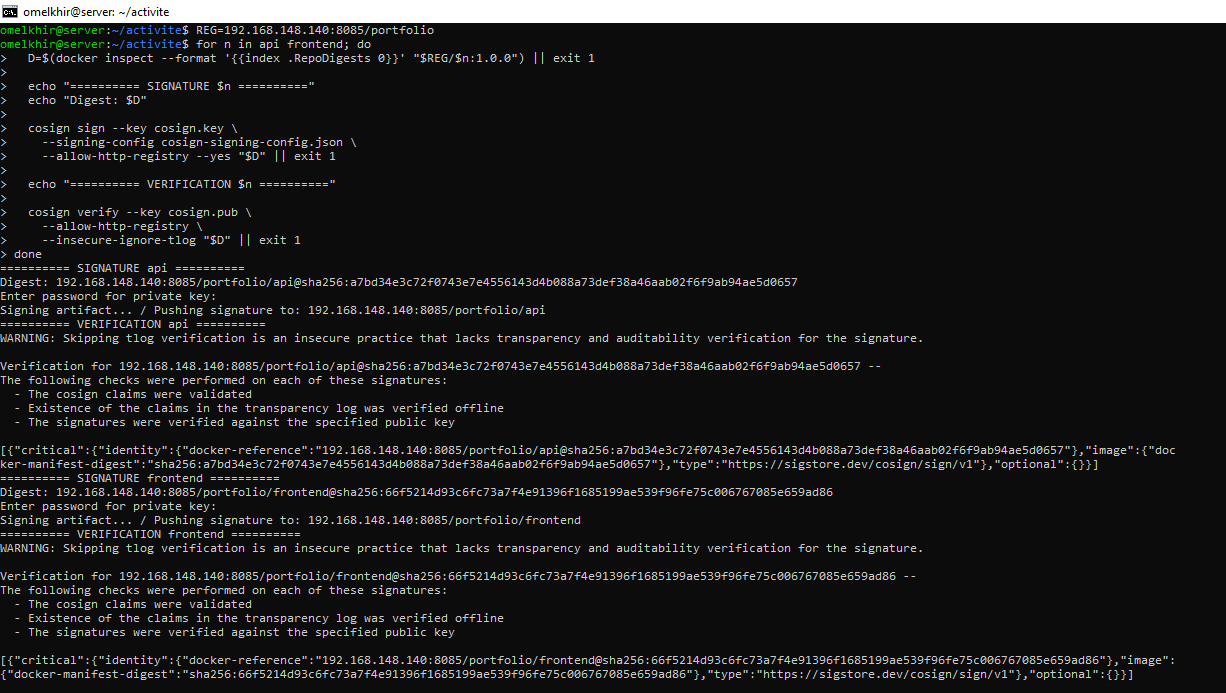 omelkhir@server: ~/activite
omelkhir@server:~/activite$ REG=192.168.148.140:8085/portfolio
omelkhir@server:~/activite$ for n in api frontend; do
>   D=$(docker inspect --format '{{index .RepoDigests 0}}' "$REG/$n:1.0.0") || exit 1
>
>   echo "========== SIGNATURE $n =========="
>   echo "Digest: $D"
>
>   cosign sign --key cosign.key \
>     --signing-config cosign-signing-config.json \
>     --allow-http-registry --yes "$D" || exit 1
>
>   echo "========== VERIFICATION $n =========="
>
>   cosign verify --key cosign.pub \
>     --allow-http-registry \
>     --insecure-ignore-tlog "$D" || exit 1
> done
========== SIGNATURE api ==========
Digest: 192.168.148.140:8085/portfolio/api@sha256:a7bd34e3c72f0743e7e4556143d4b088a73def38a46aab02f6f9ab94ae5d0657
Enter password for private key:
Signing artifact... / Pushing signature to: 192.168.148.140:8085/portfolio/api
========== VERIFICATION api ==========
WARNING: Skipping tlog verification is an insecure practice that lacks transparency and auditability verification for the signature.

Verification for 192.168.148.140:8085/portfolio/api@sha256:a7bd34e3c72f0743e7e4556143d4b088a73def38a46aab02f6f9ab94ae5d0657 --
The following checks were performed on each of these signatures:
  - The cosign claims were validated
  - Existence of the claims in the transparency log was verified offline
  - The signatures were verified against the specified public key

[{"critical":{"identity":{"docker-reference":"192.168.148.140:8085/portfolio/api@sha256:a7bd34e3c72f0743e7e4556143d4b088a73def38a46aab02f6f9ab94ae5d0657"},"image":{"doc
ker-manifest-digest":"sha256:a7bd34e3c72f0743e7e4556143d4b088a73def38a46aab02f6f9ab94ae5d0657"},"type":"https://sigstore.dev/cosign/sign/v1"},"optional":{}}]
========== SIGNATURE frontend ==========
Digest: 192.168.148.140:8085/portfolio/frontend@sha256:66f5214d93c6fc73a7f4e91396f1685199ae539f96fe75c006767085e659ad86
Enter password for private key:
Signing artifact... / Pushing signature to: 192.168.148.140:8085/portfolio/frontend
========== VERIFICATION frontend ==========
WARNING: Skipping tlog verification is an insecure practice that lacks transparency and auditability verification for the signature.

Verification for 192.168.148.140:8085/portfolio/frontend@sha256:66f5214d93c6fc73a7f4e91396f1685199ae539f96fe75c006767085e659ad86 --
The following checks were performed on each of these signatures:
  - The cosign claims were validated
  - Existence of the claims in the transparency log was verified offline
  - The signatures were verified against the specified public key

[{"critical":{"identity":{"docker-reference":"192.168.148.140:8085/portfolio/frontend@sha256:66f5214d93c6fc73a7f4e91396f1685199ae539f96fe75c006767085e659ad86"},"image":
{"docker-manifest-digest":"sha256:66f5214d93c6fc73a7f4e91396f1685199ae539f96fe75c006767085e659ad86"},"type":"https://sigstore.dev/cosign/sign/v1"},"optional":{}}]